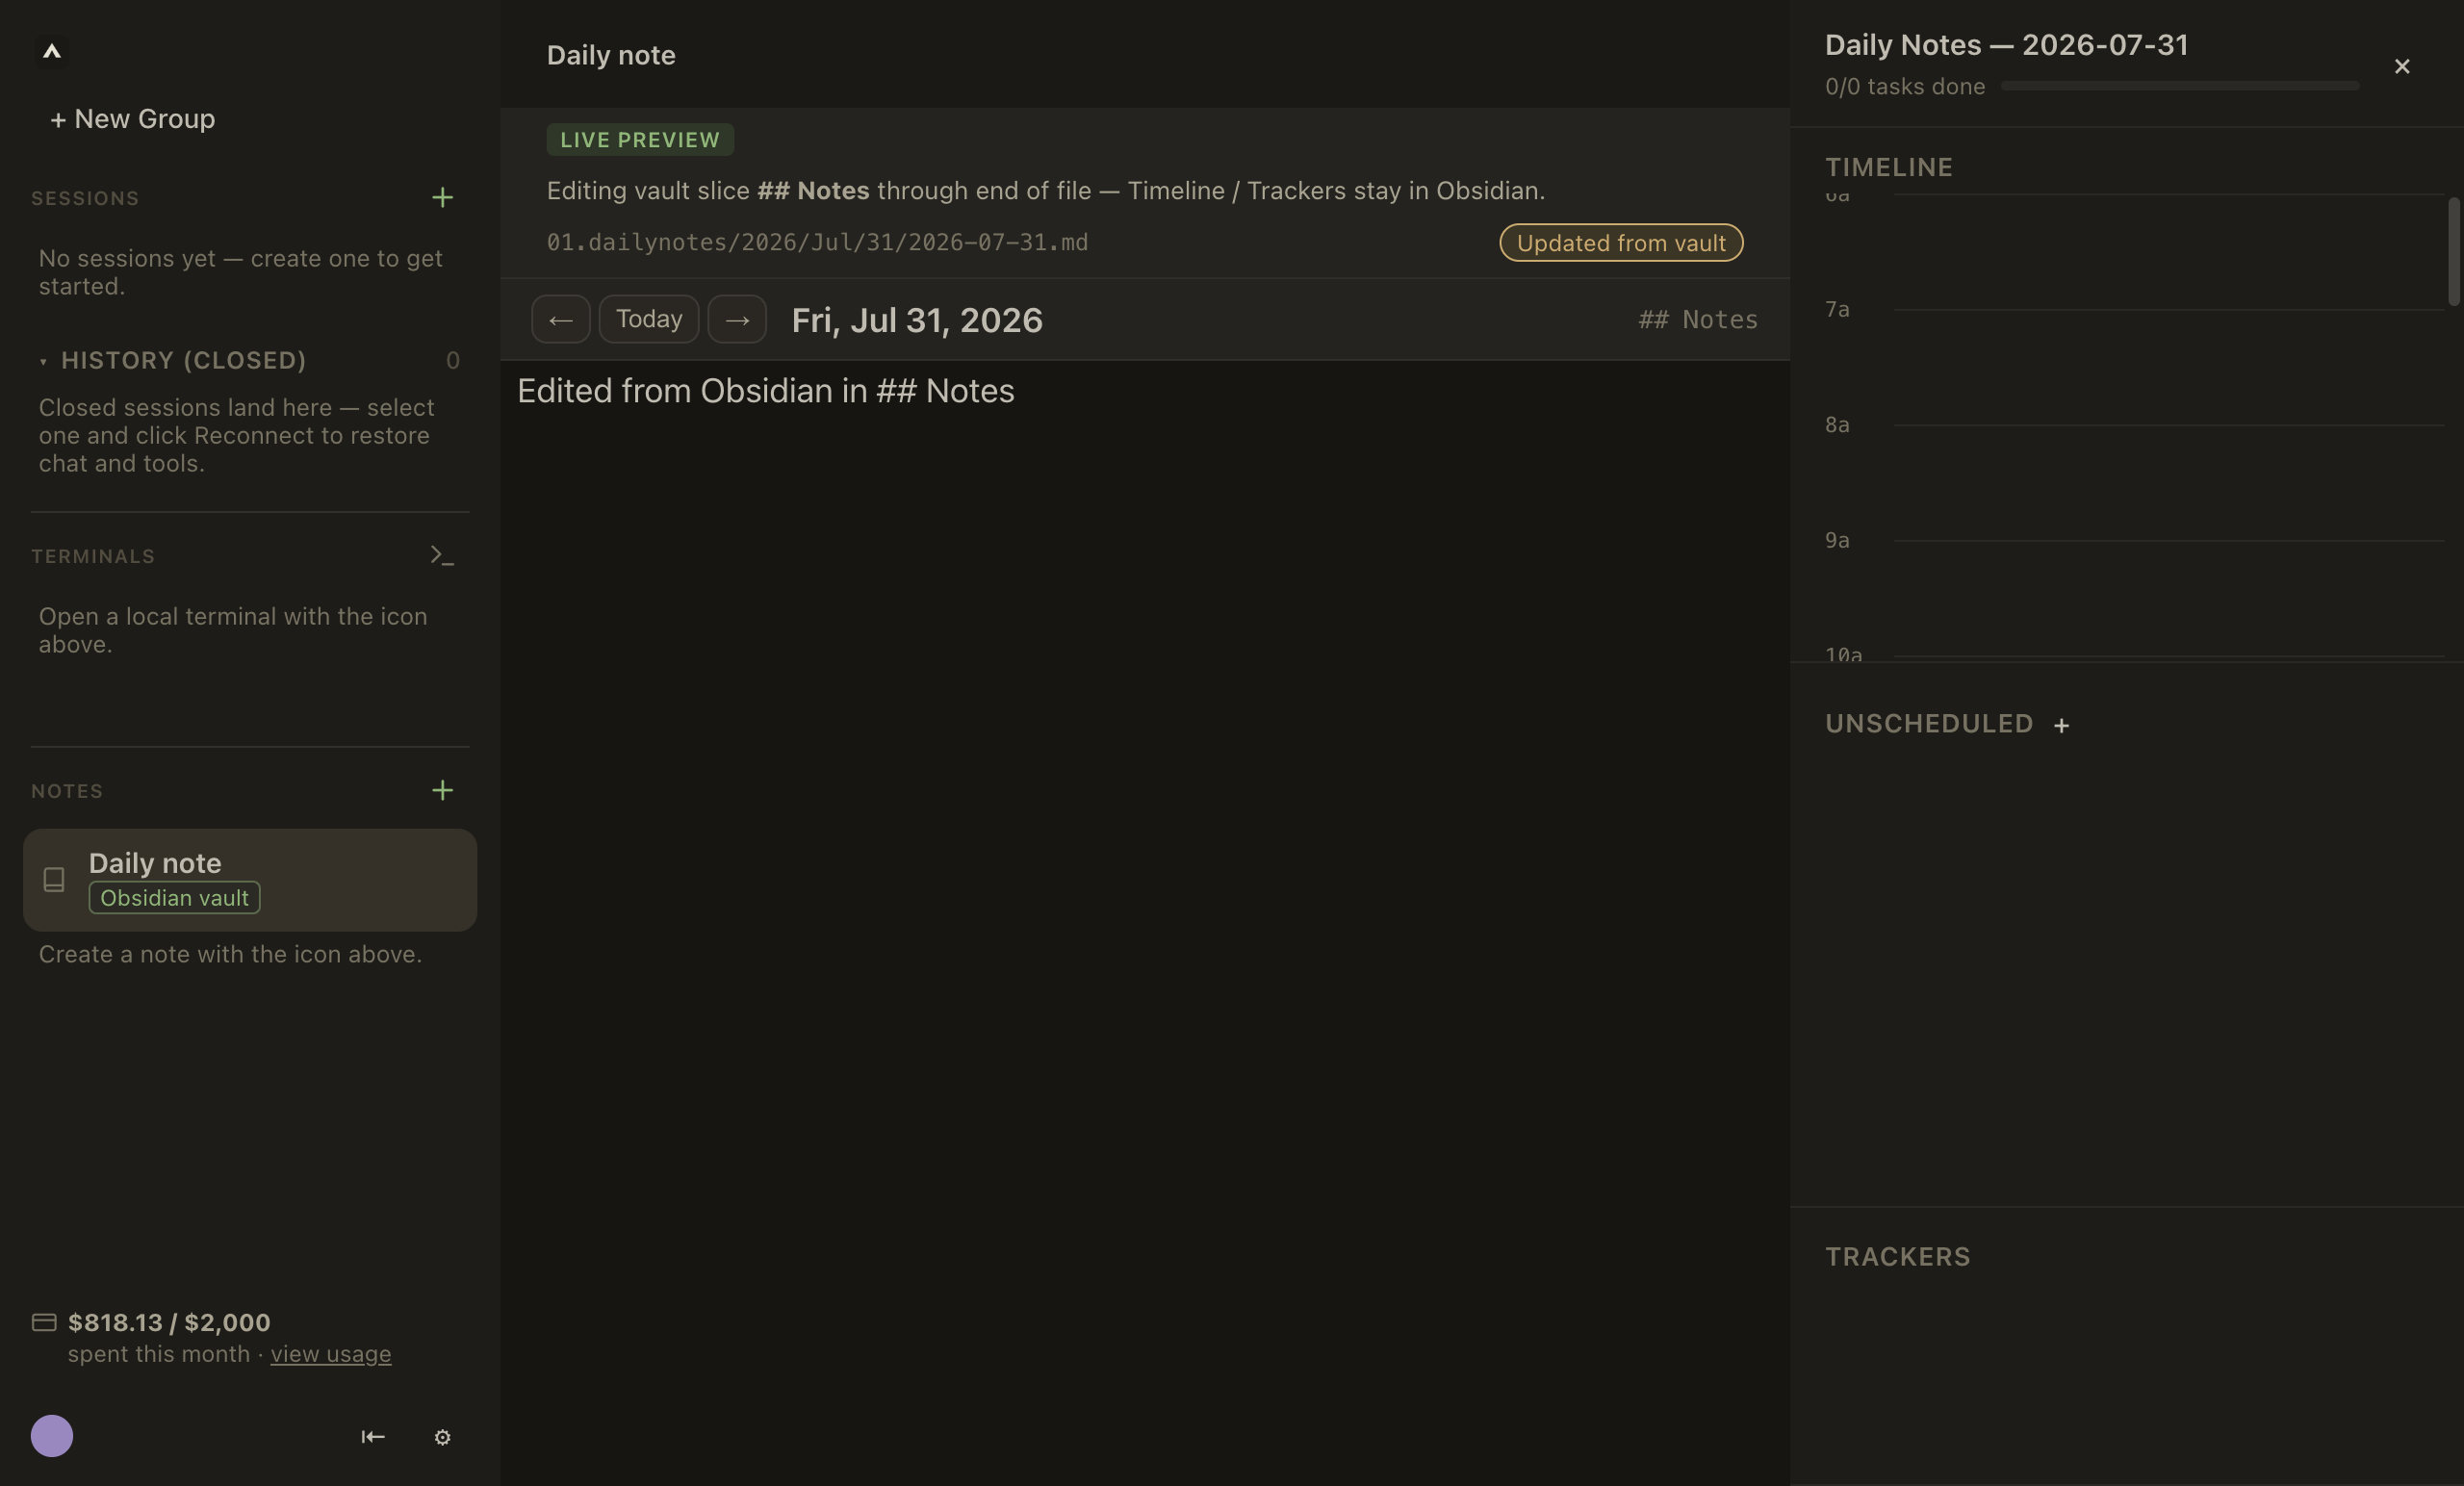 + New Group
SESSIONS
No sessions yet — create one to get
started.
▾ HISTORY (CLOSED) 0
Closed sessions land here — select
one and click Reconnect to restore
chat and tools.
TERMINALS
Open a local terminal with the icon
above.
NOTES
Daily note
Obsidian vault
Create a note with the icon above.
$818.13 / $2,000
spent this month · view usage
Daily note
LIVE PREVIEW
Editing vault slice ## Notes through end of file — Timeline / Trackers stay in Obsidian.
01.dailynotes/2026/Jul/31/2026-07-31.md
Updated from vault
← Today → Fri, Jul 31, 2026 ## Notes
Edited from Obsidian in ## Notes
Daily Notes — 2026-07-31
0/0 tasks done
TIMELINE
6a
7a
8a
9a
10a
UNSCHEDULED +
TRACKERS